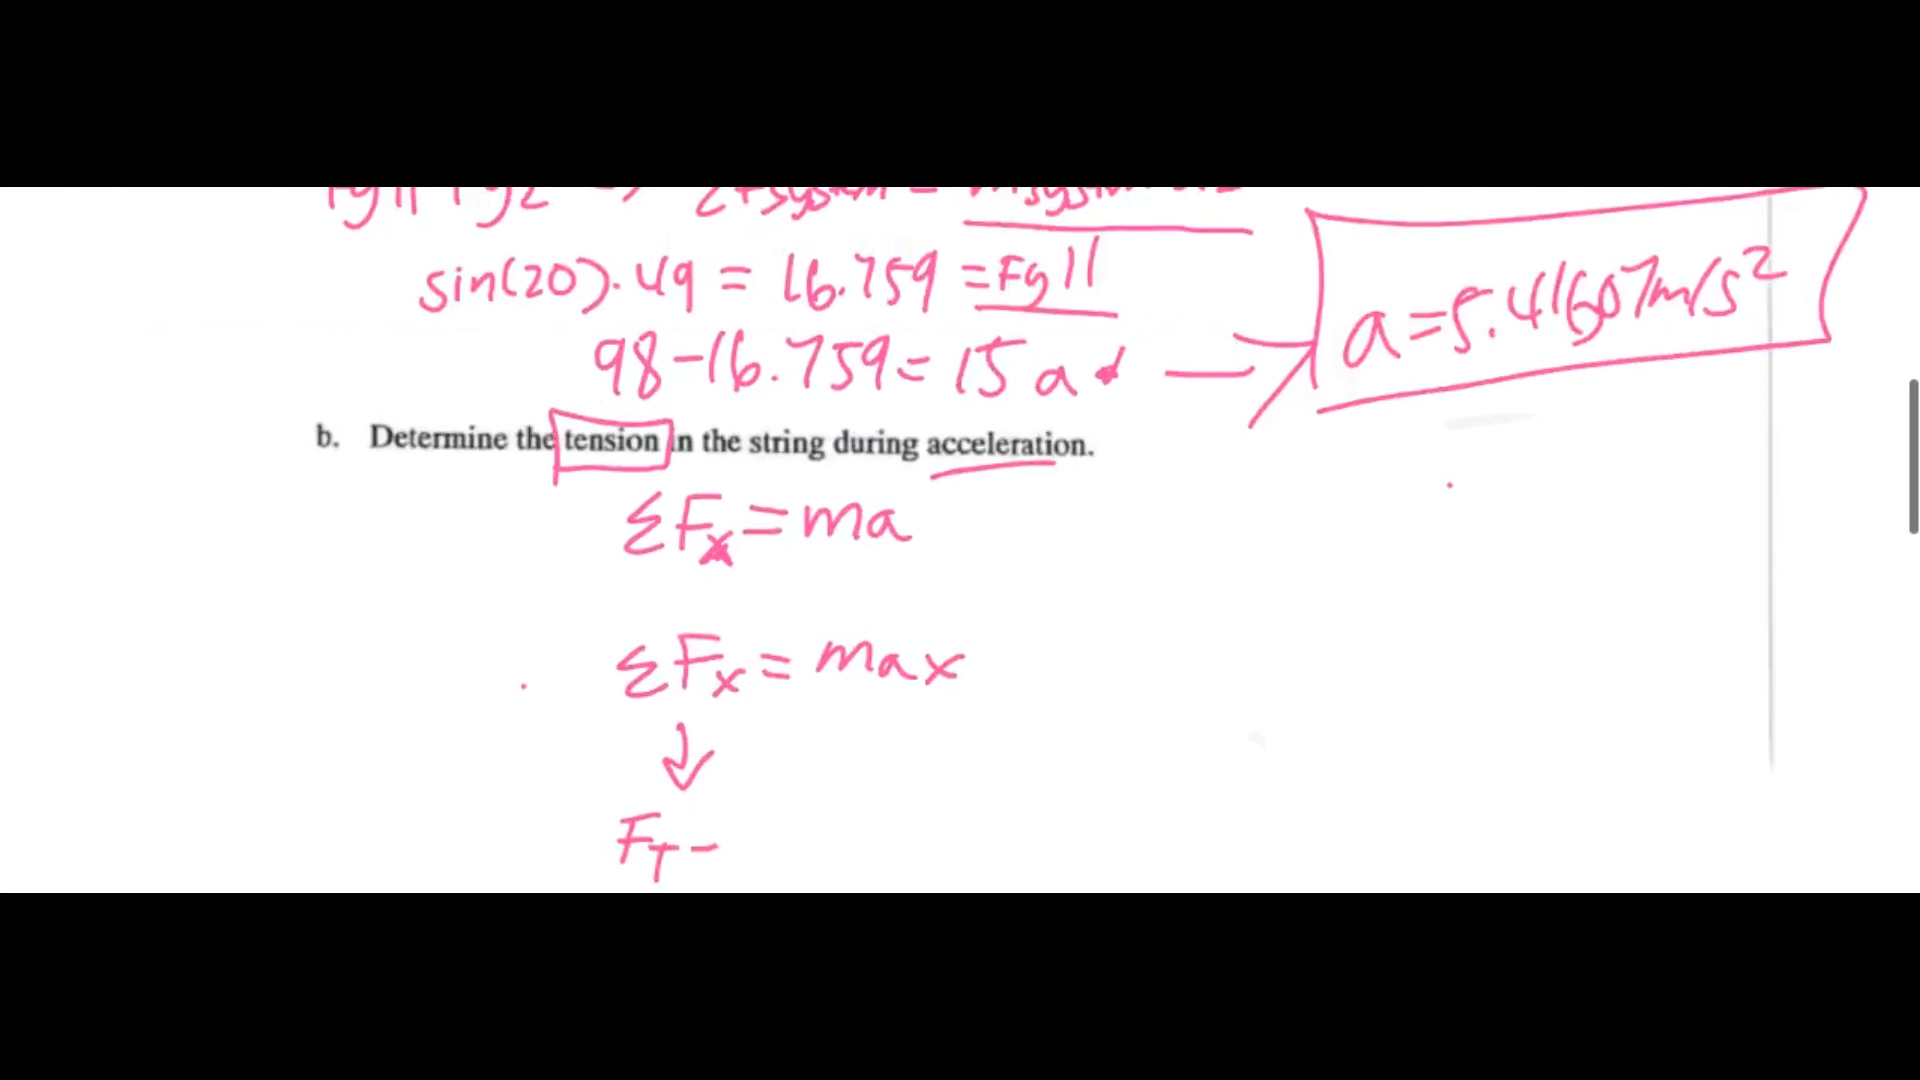 sin(20)·49 = 16.759 = Fg||
98-16.759 = 15a → a=5.41607m/s²
b. Determine the tension in the string during acceleration.
ΣFx=ma
ΣFx= max
↓
FT -